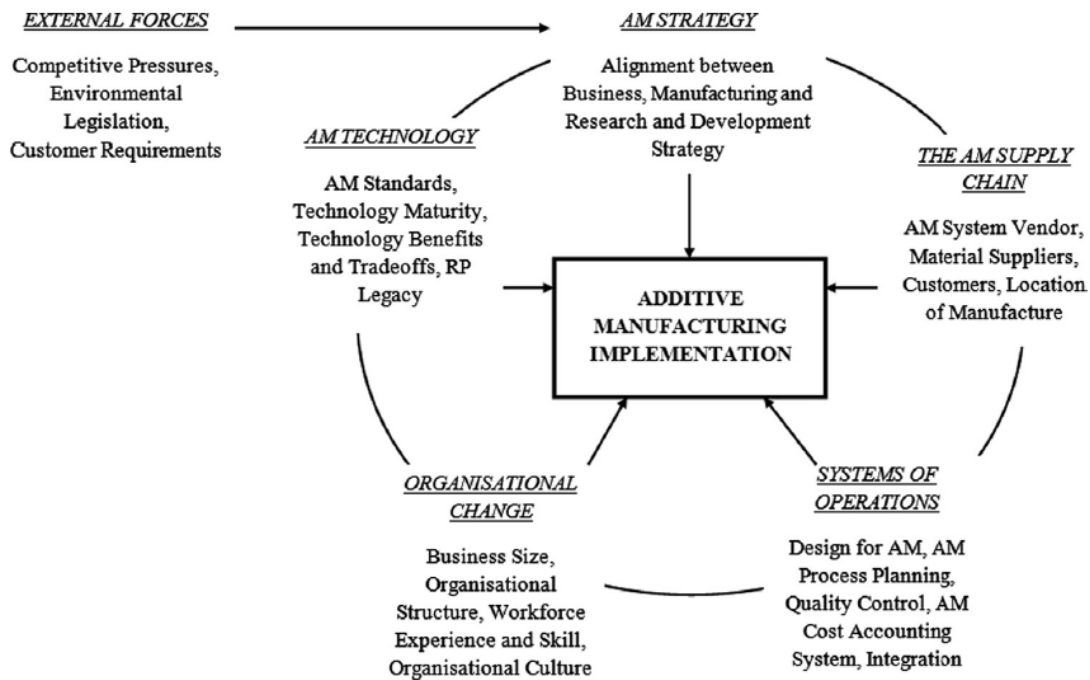 EXTERNAL FORCES
Competitive Pressures,
Environmental
Legislation,
Customer Requirements
AM STRATEGY
Alignment between
Business, Manufacturing and
Research and Development
Strategy
AM TECHNOLOGY
AM Standards,
Technology Maturity,
Technology Benefits
and Tradeoffs, RP
Legacy
THE AM SUPPLY
CHAIN
AM System Vendor,
Material Suppliers,
Customers, Location
of Manufacture
ADDITIVE
MANUFACTURING
IMPLEMENTATION
ORGANISATIONAL
CHANGE
Business Size,
Organisational
Structure, Workforce
Experience and Skill,
Organisational Culture
SYSTEMS OF
OPERATIONS
Design for AM, AM
Process Planning,
Quality Control, AM
Cost Accounting
System, Integration